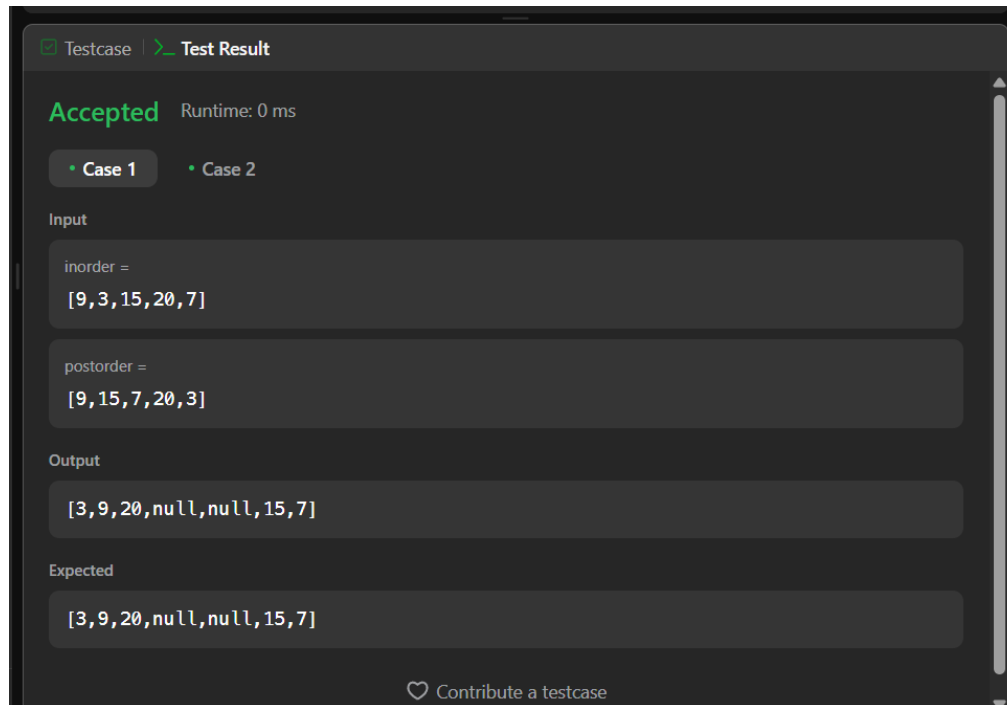 Testcase | >_ Test Result
Accepted Runtime: 0 ms
• Case 1 • Case 2
Input
inorder =
[9,3,15,20,7]
postorder =
[9,15,7,20,3]
Output
[3,9,20,null,null,15,7]
Expected
[3,9,20,null,null,15,7]
Contribute a testcase